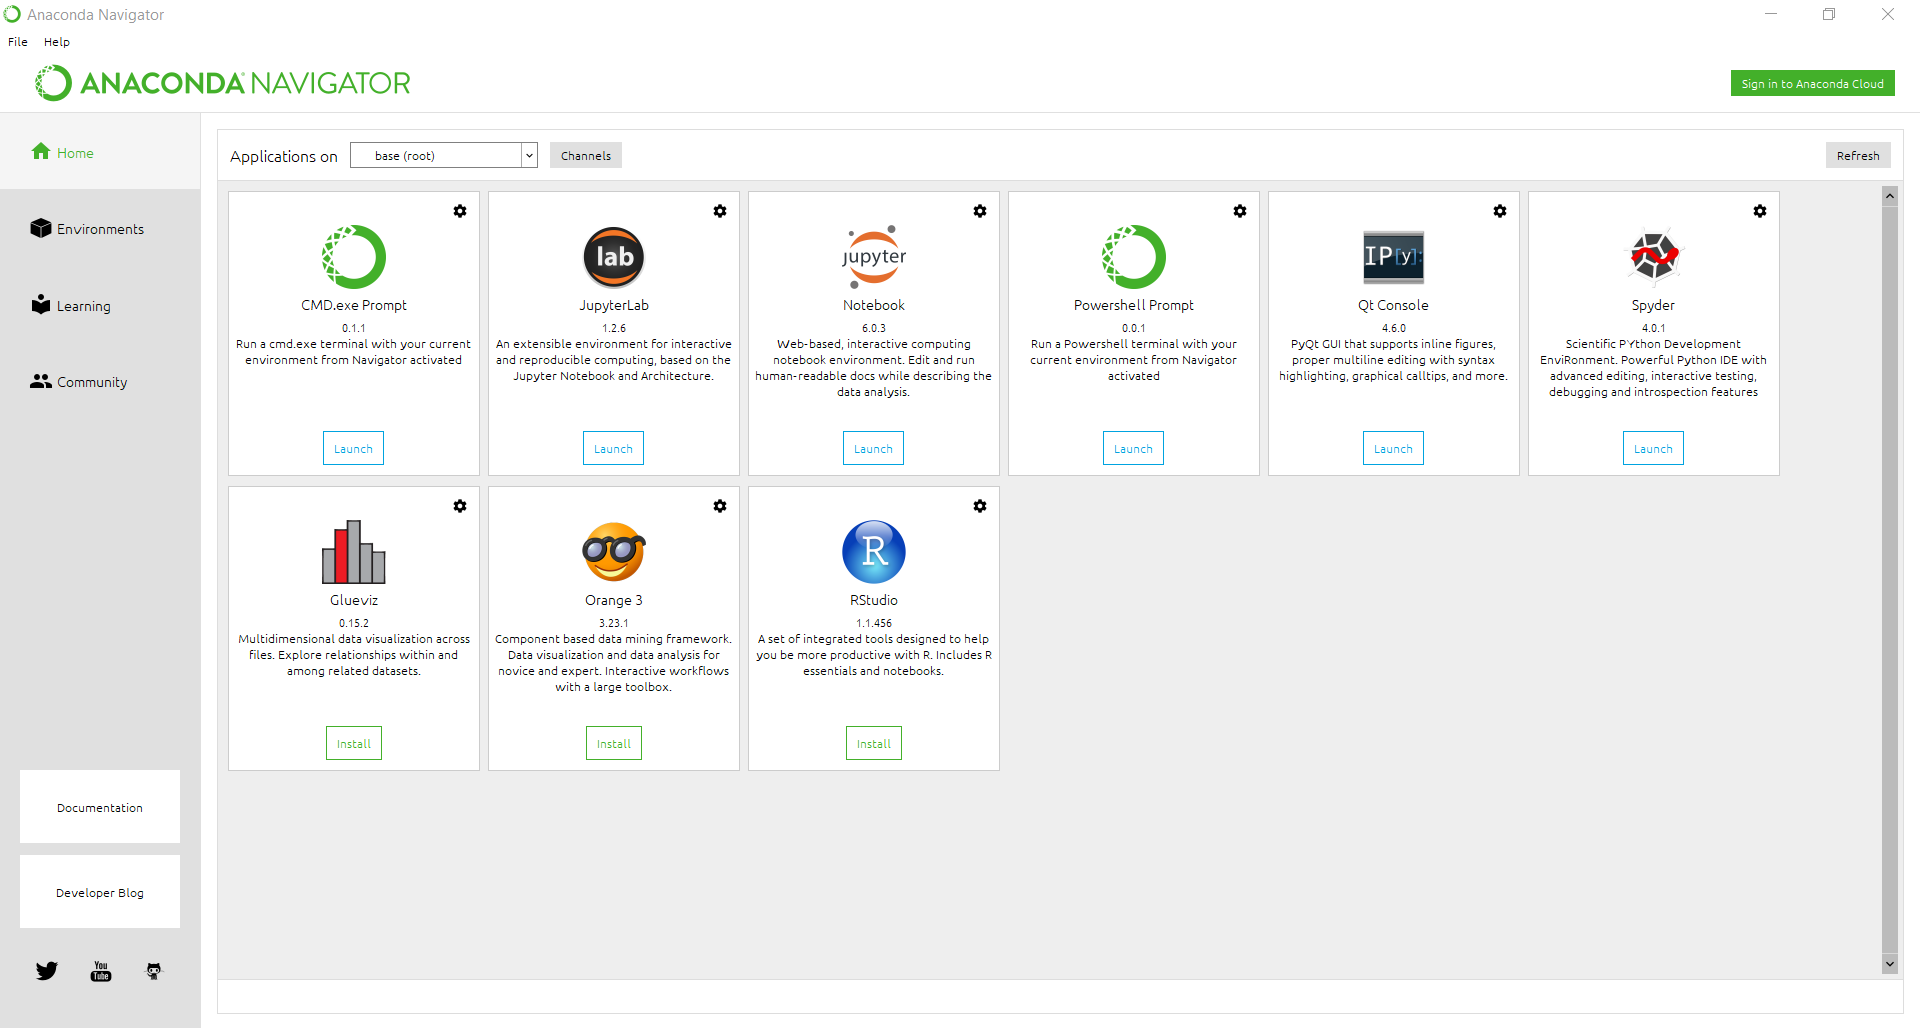 Anaconda Navigator
File Help
ANACONDA NAVIGATOR
Sign in to Anaconda Cloud
Home
Environments
Learning
Community
Documentation
Developer Blog
You
Tube
Applications on base (root) Channels Refresh
CMD.exe Prompt
0.1.1
Run a cmd.exe terminal with your current
environment from Navigator activated
Launch
lab
JupyterLab
1.2.6
An extensible environment for interactive
and reproducible computing, based on the
Jupyter Notebook and Architecture.
Launch
jupyter
Notebook
6.0.3
Web-based, interactive computing
notebook environment. Edit and run
human-readable docs while describing the
data analysis.
Launch
Powershell Prompt
0.0.1
Run a Powershell terminal with your
current environment from Navigator
activated
Launch
IP[y]:
Qt Console
4.6.0
PyQt GUI that supports inline figures,
proper multiline editing with syntax
highlighting, graphical calltips, and more.
Launch
Spyder
4.0.1
Scientific PYthon Development
EnviRonment. Powerful Python IDE with
advanced editing, interactive testing,
debugging and introspection features
Launch
Glueviz
0.15.2
Multidimensional data visualization across
files. Explore relationships within and
among related datasets.
Install
Orange 3
3.23.1
Component based data mining framework.
Data visualization and data analysis for
novice and expert. Interactive workflows
with a large toolbox.
Install
R
RStudio
1.1.456
A set of integrated tools designed to help
you be more productive with R. Includes R
essentials and notebooks.
Install